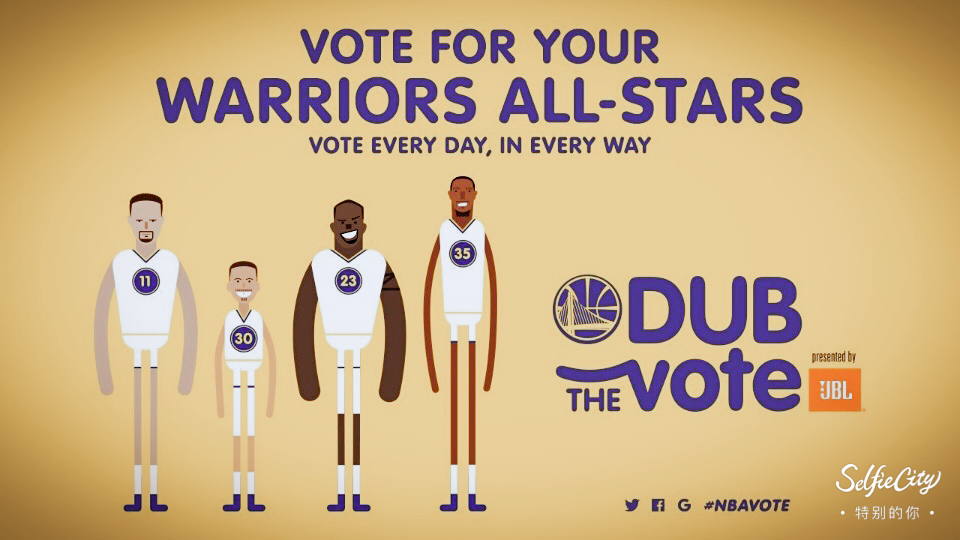 VOTE FOR YOUR
WARRIORS ALL-STARS
VOTE EVERY DAY, IN EVERY WAY
11
30
23
35
DUB
THE vote
presented by
JBL
#NBAVOTE
SelfieCity
• 特别的你 •